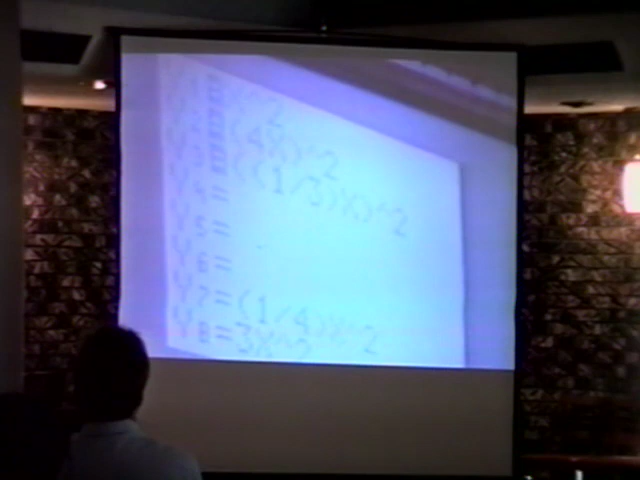 Y1=X^2
Y2=(4X)^2
Y3=((1/3)X)^2
Y4=
Y5=
Y6=
Y7=(1/4)X^2
Y8=3X^2